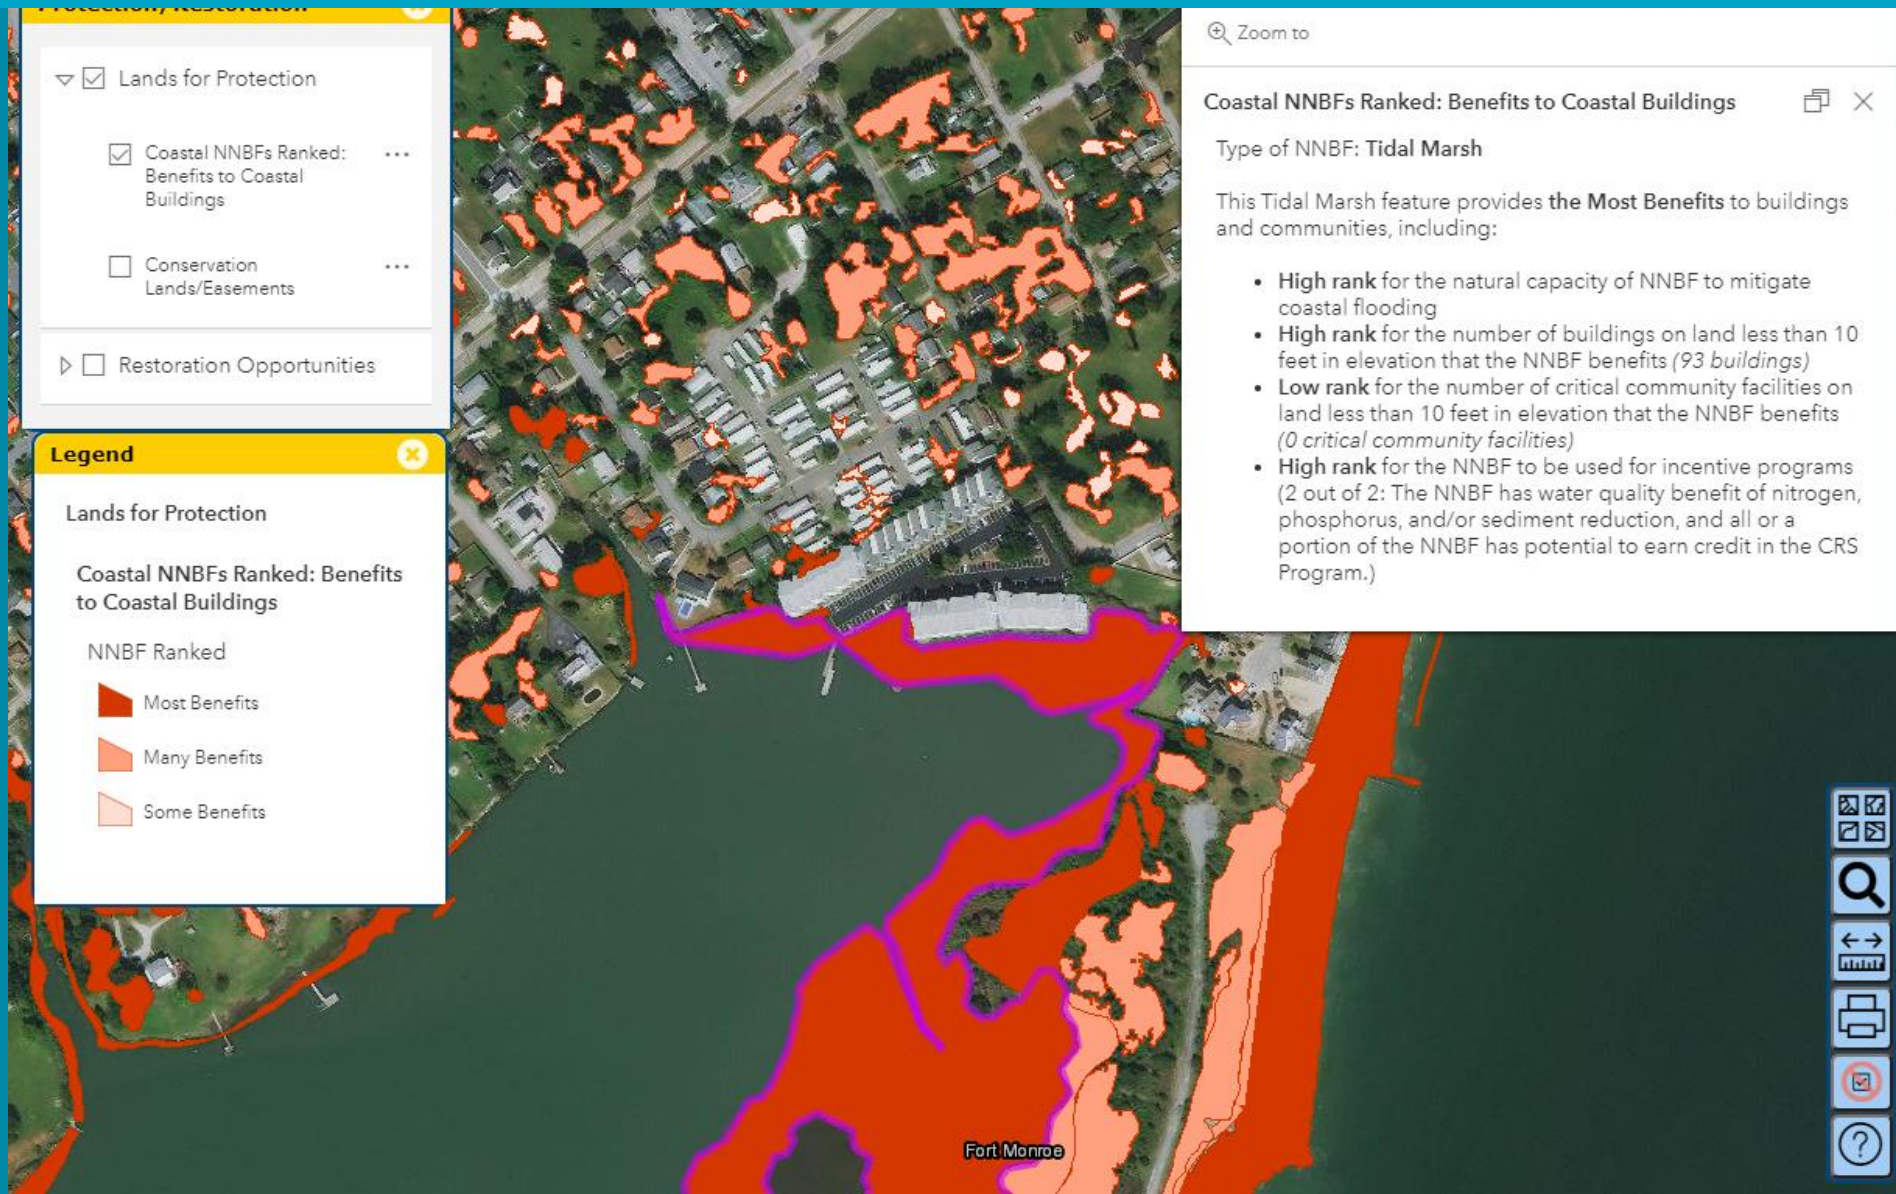 Protection/Restoration
Lands for Protection
Coastal NNBFs Ranked:
Benefits to Coastal
Buildings
Conservation
Lands/Easements
Restoration Opportunities
Legend
Lands for Protection
Coastal NNBFs Ranked: Benefits
to Coastal Buildings
NNBF Ranked
Most Benefits
Many Benefits
Some Benefits
Zoom to
Coastal NNBFs Ranked: Benefits to Coastal Buildings
Type of NNBF: Tidal Marsh
This Tidal Marsh feature provides the Most Benefits to buildings
and communities, including:
• High rank for the natural capacity of NNBF to mitigate
coastal flooding
• High rank for the number of buildings on land less than 10
feet in elevation that the NNBF benefits (93 buildings)
• Low rank for the number of critical community facilities on
land less than 10 feet in elevation that the NNBF benefits
(0 critical community facilities)
• High rank for the NNBF to be used for incentive programs
(2 out of 2: The NNBF has water quality benefit of nitrogen,
phosphorus, and/or sediment reduction, and all or a
portion of the NNBF has potential to earn credit in the CRS
Program.)
Fort Monroe